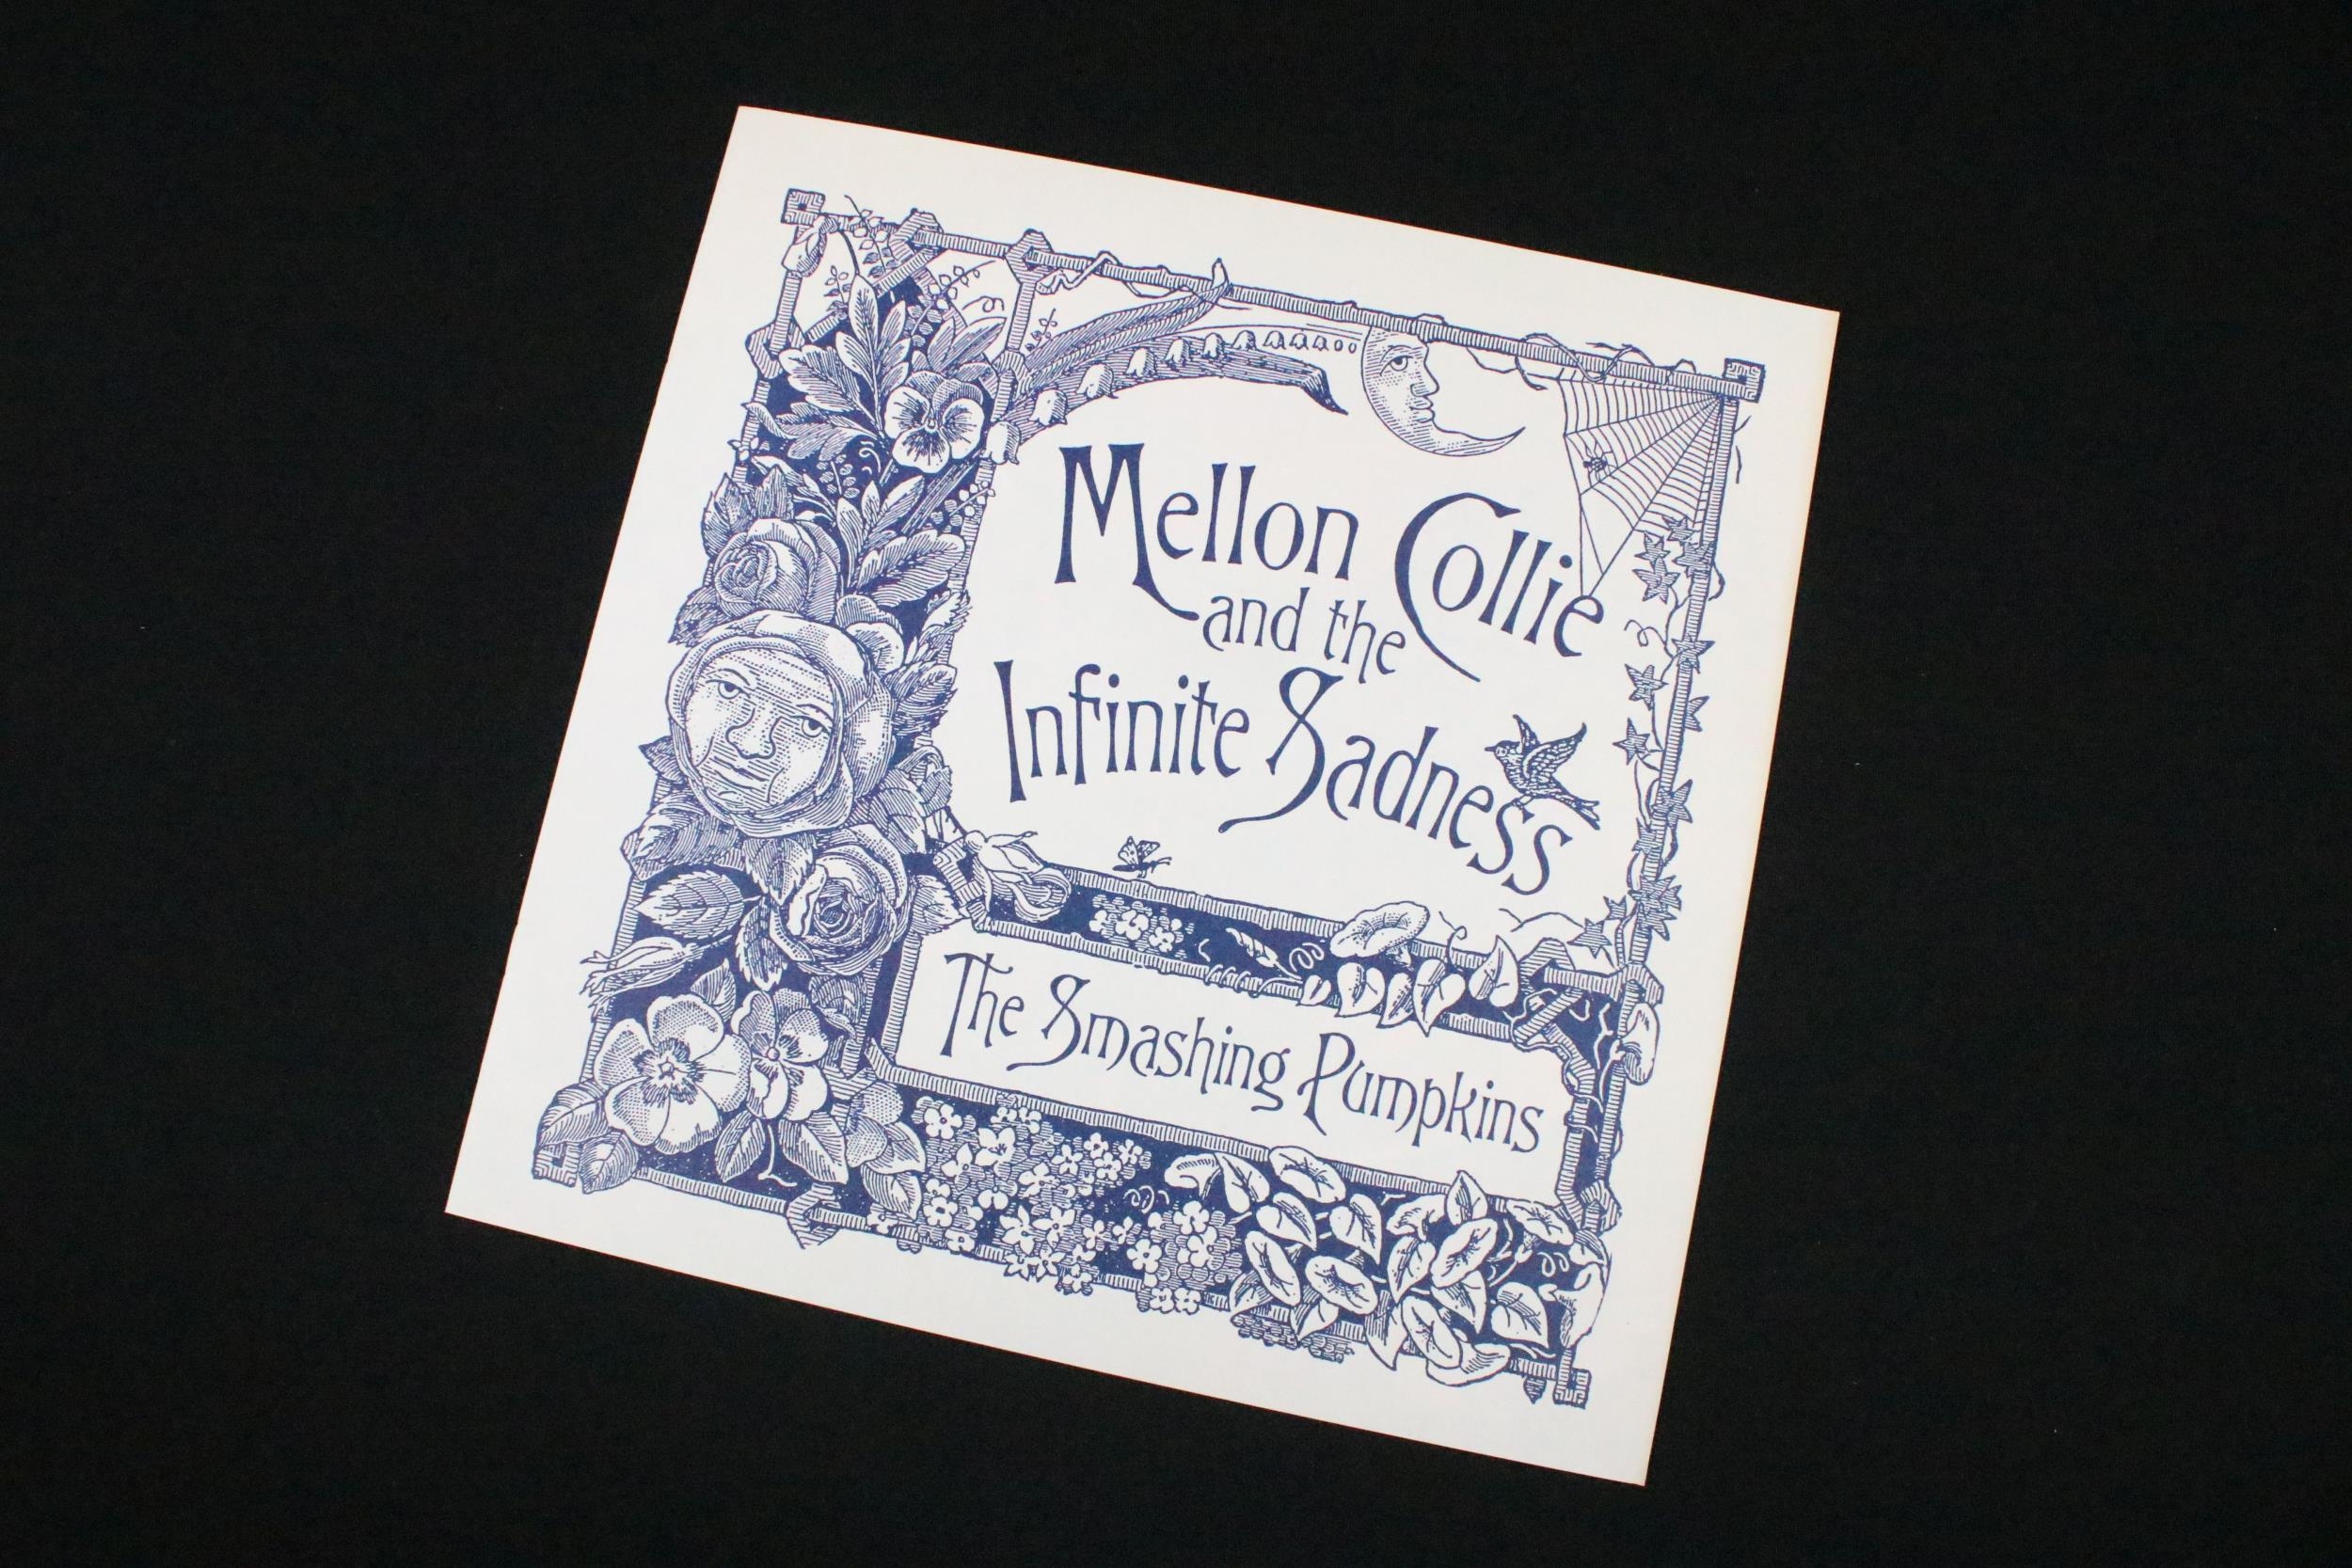 Mellon Collie
and the
Infinite Sadness
The Smashing Pumpkins